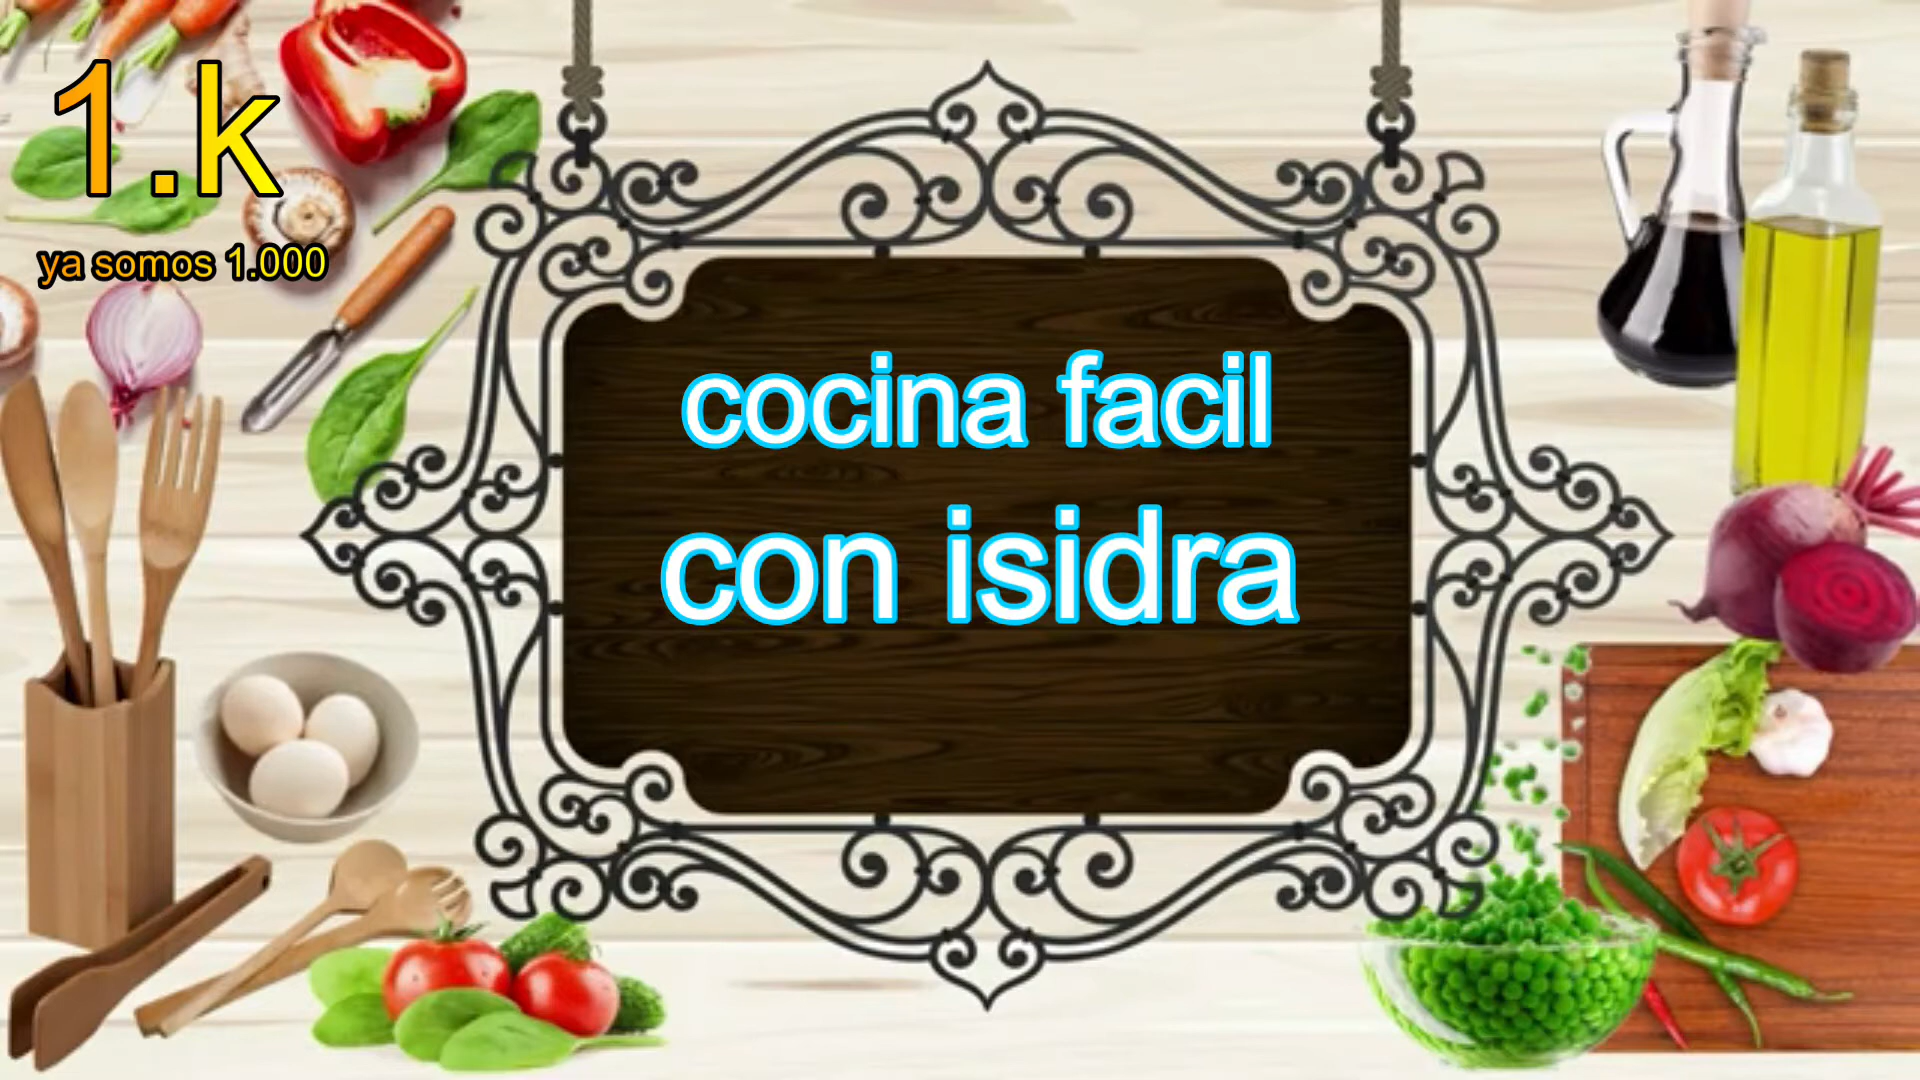 1.k
ya somos 1.000
cocina facil
con isidra